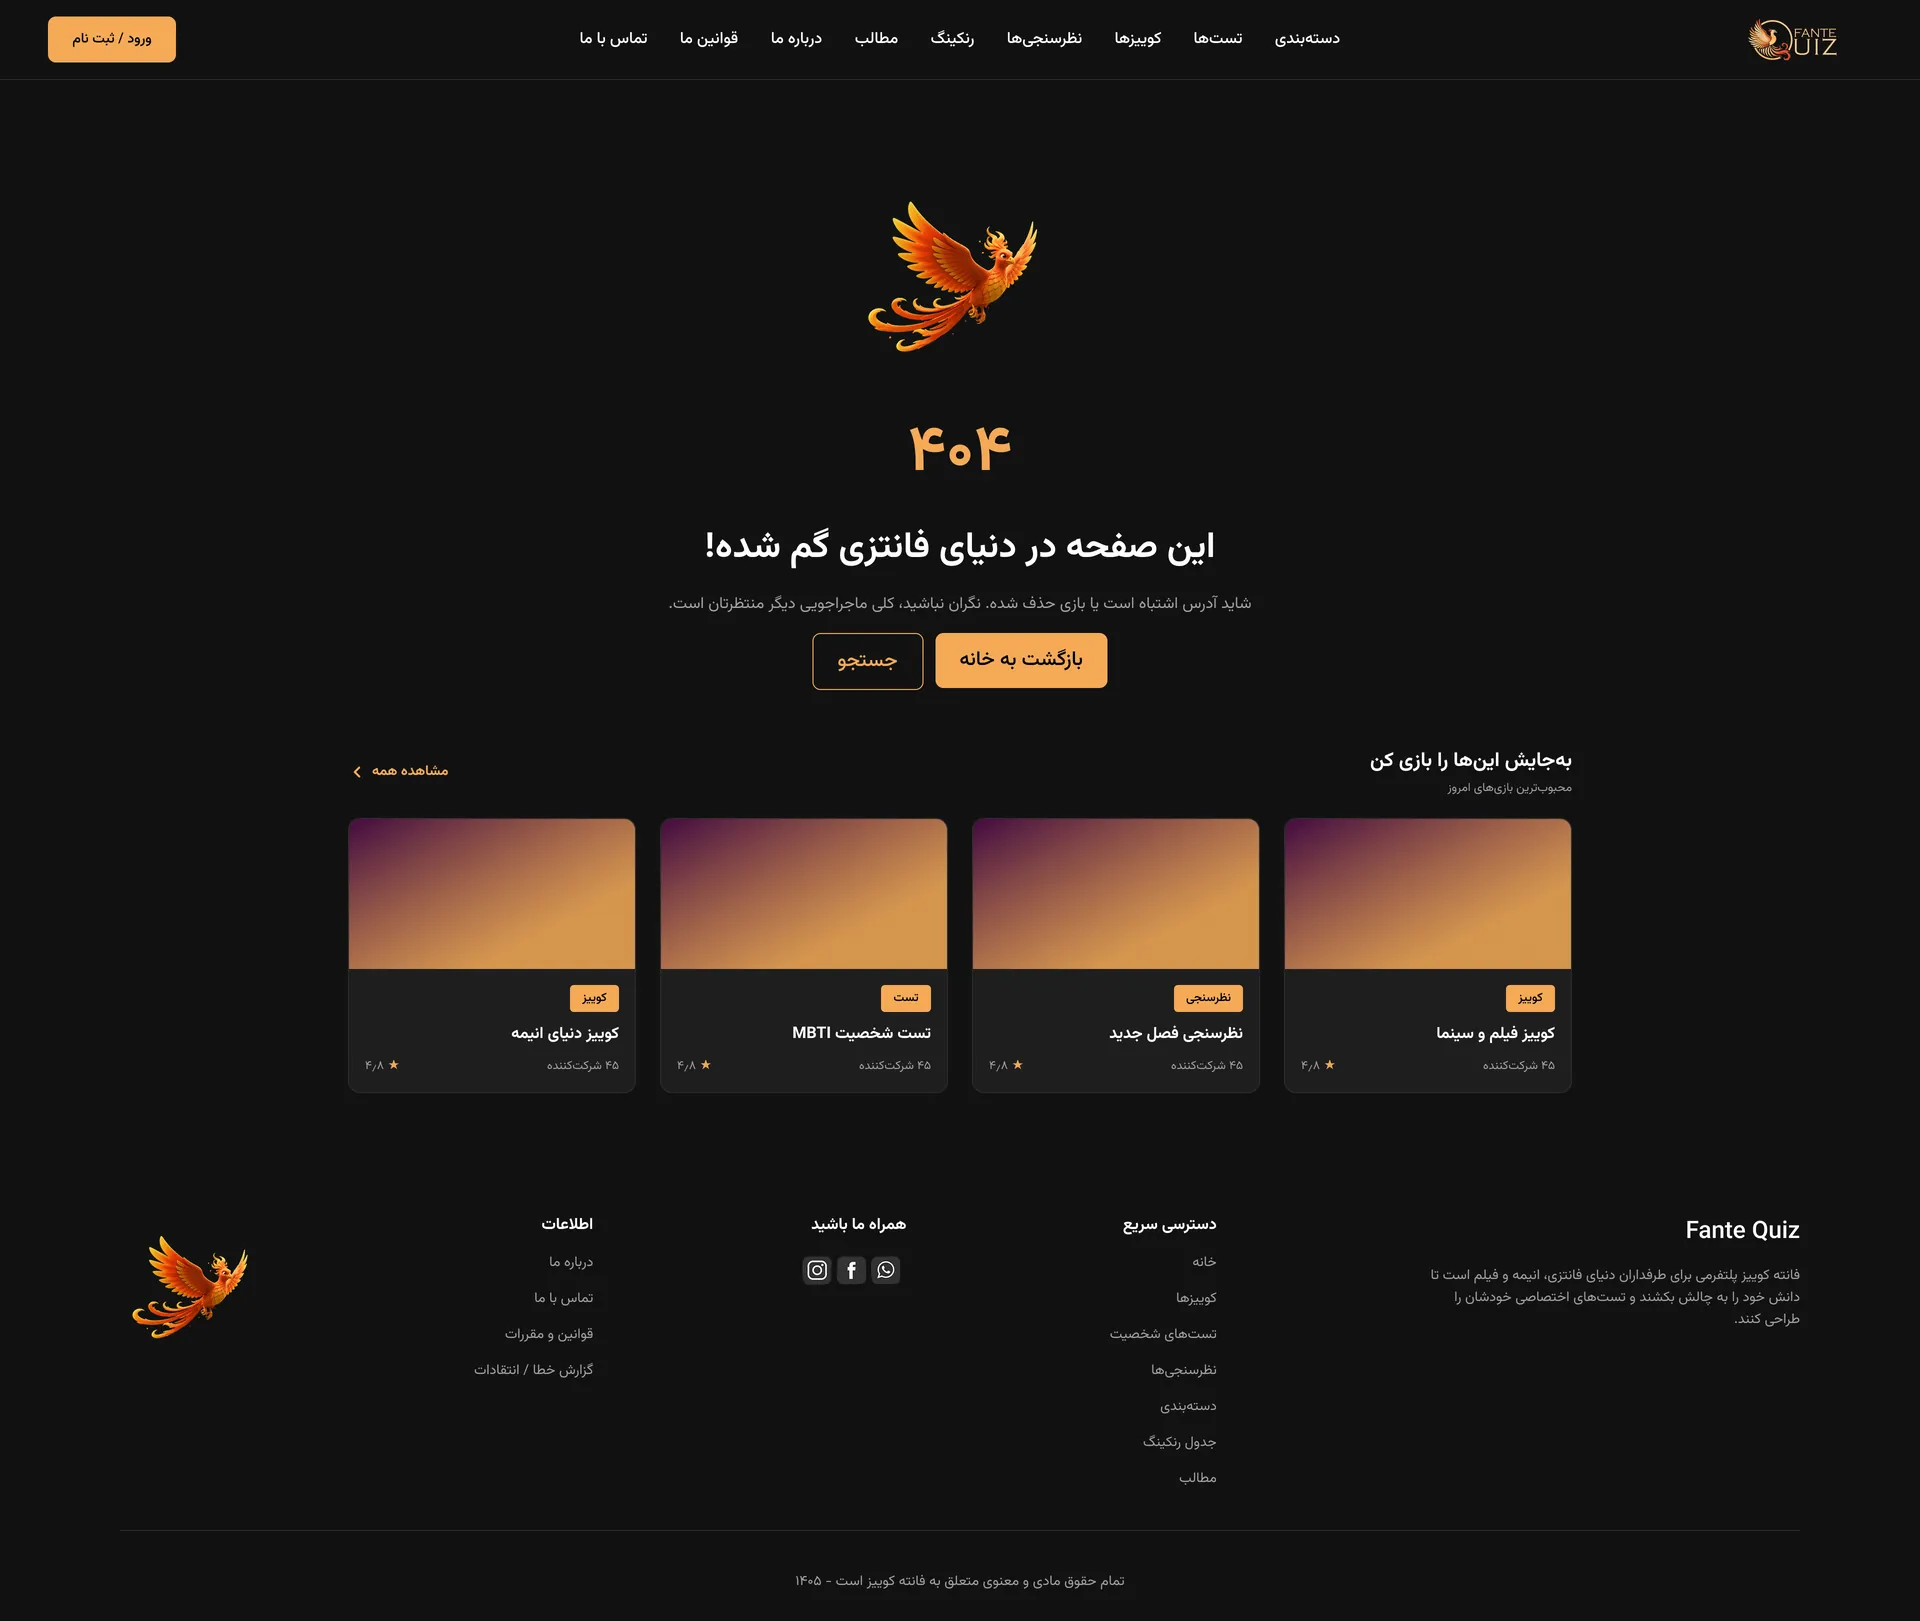 FANTE
QUIZ
دسته‌بندی
تست‌ها
کوییزها
نظرسنجی‌ها
رنکینگ
مطالب
درباره ما
قوانین ما
تماس با ما
ورود / ثبت نام
۴۰۴
این صفحه در دنیای فانتزی گم شده!
شاید آدرس اشتباه است یا بازی حذف شده. نگران نباشید، کلی ماجراجویی دیگر منتظرتان است.
بازگشت به خانه
جستجو
به‌جایش این‌ها را بازی کن
محبوب‌ترین بازی‌های امروز
مشاهده همه
کوییز
کوییز فیلم و سینما
۴۵ شرکت‌کننده
★ ۴٫۸
نظرسنجی
نظرسنجی فصل جدید
۴۵ شرکت‌کننده
★ ۴٫۸
تست
تست شخصیت MBTI
۴۵ شرکت‌کننده
★ ۴٫۸
کوییز
کوییز دنیای انیمه
۴۵ شرکت‌کننده
★ ۴٫۸
Fante Quiz
فانته کوییز پلتفرمی برای طرفداران دنیای فانتزی، انیمه و فیلم است تا
دانش خود را به چالش بکشند و تست‌های اختصاصی خودشان را
طراحی کنند.
دسترسی سریع
خانه
کوییزها
تست‌های شخصیت
نظرسنجی‌ها
دسته‌بندی
جدول رنکینگ
مطالب
همراه ما باشید
اطلاعات
درباره ما
تماس با ما
قوانین و مقررات
گزارش خطا / انتقادات
تمام حقوق مادی و معنوی متعلق به فانته کوییز است - ۱۴۰۵